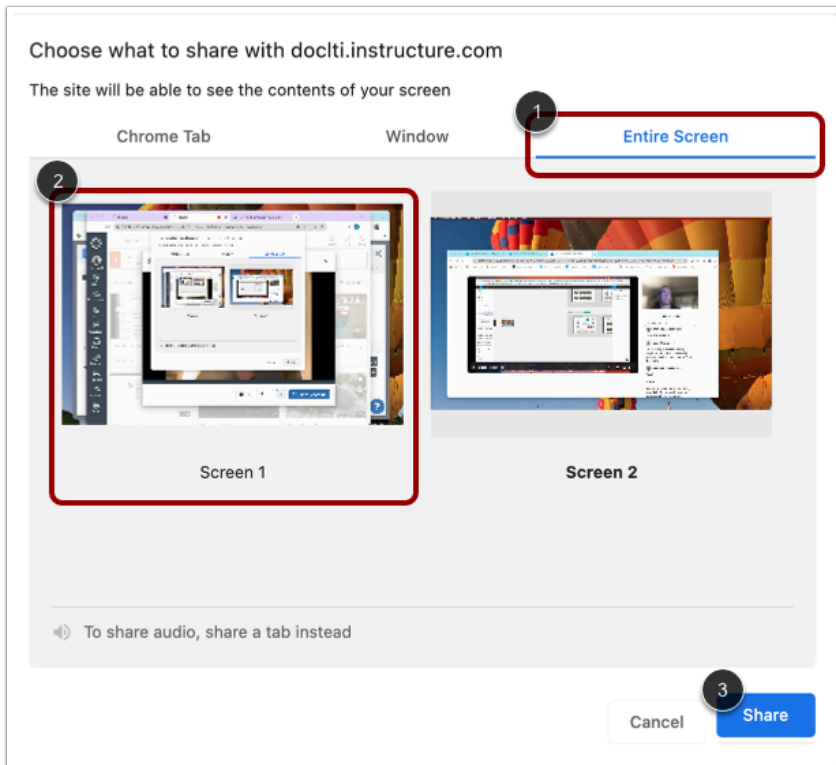 Choose what to share with doclti.instructure.com
The site will be able to see the contents of your screen
1
Chrome Tab
Window
Entire Screen
2
Screen 1
Screen 2
To share audio, share a tab instead
3
Cancel
Share